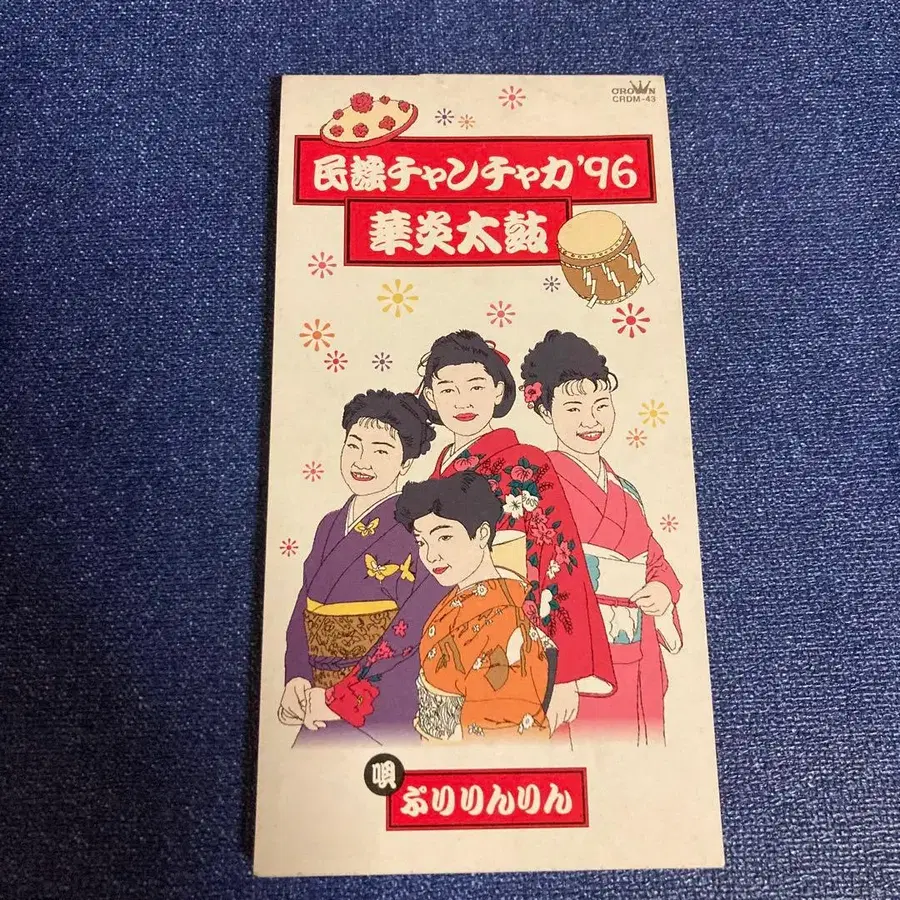 CROWN
CRDM-43
民謡チャンチャカ'96
華炎太鼓
唄
ぷりりんりん